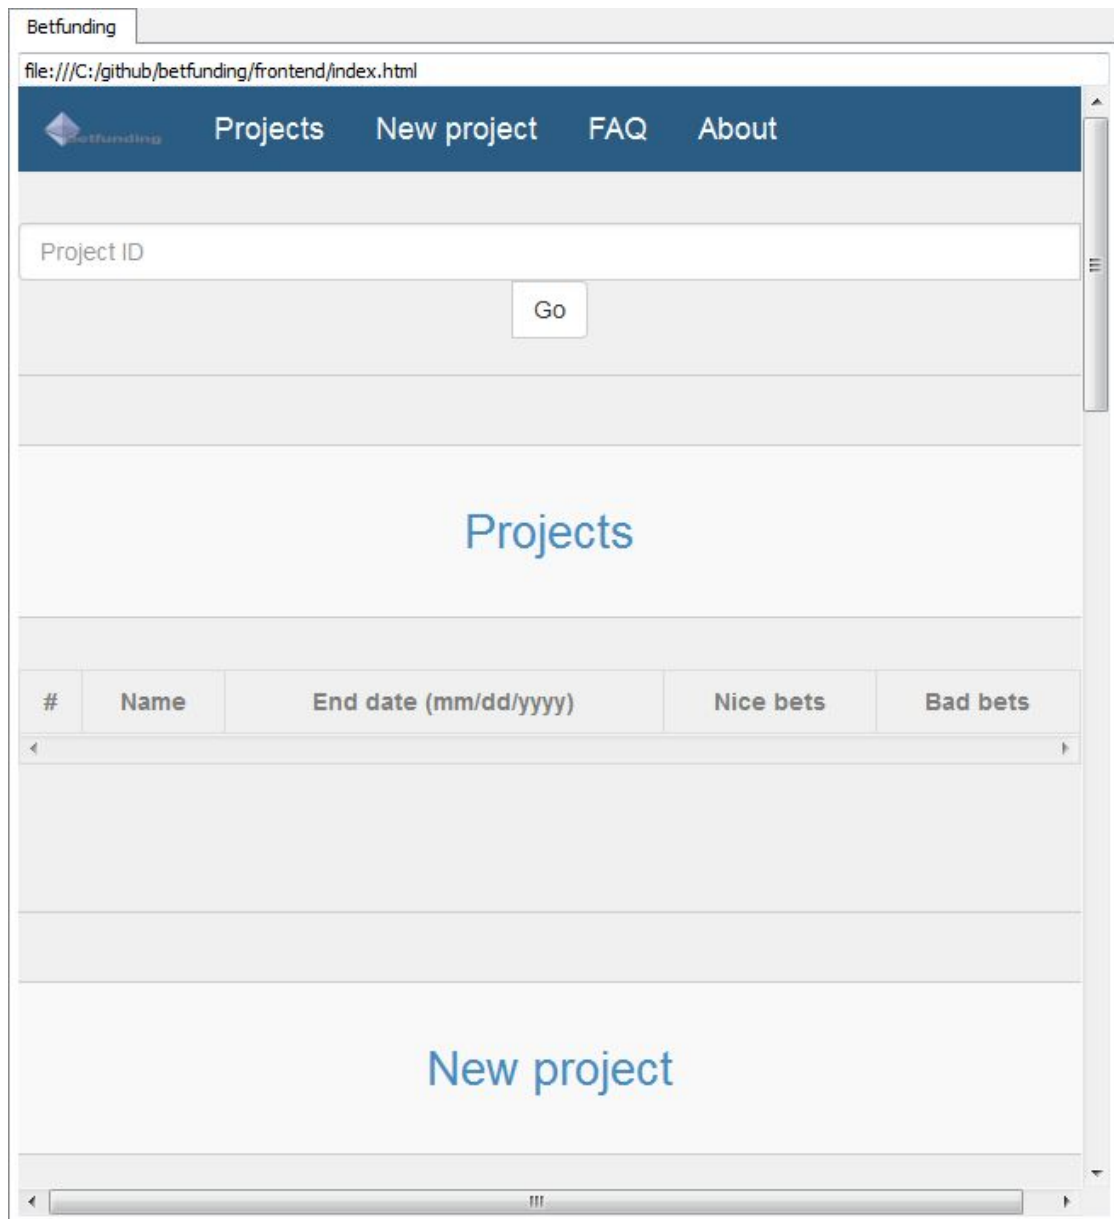 Betfunding
file:///C:/github/betfunding/frontend/index.html
betfunding Projects New project FAQ About
Project ID
Go
Projects
# Name End date (mm/dd/yyyy) Nice bets Bad bets
New project